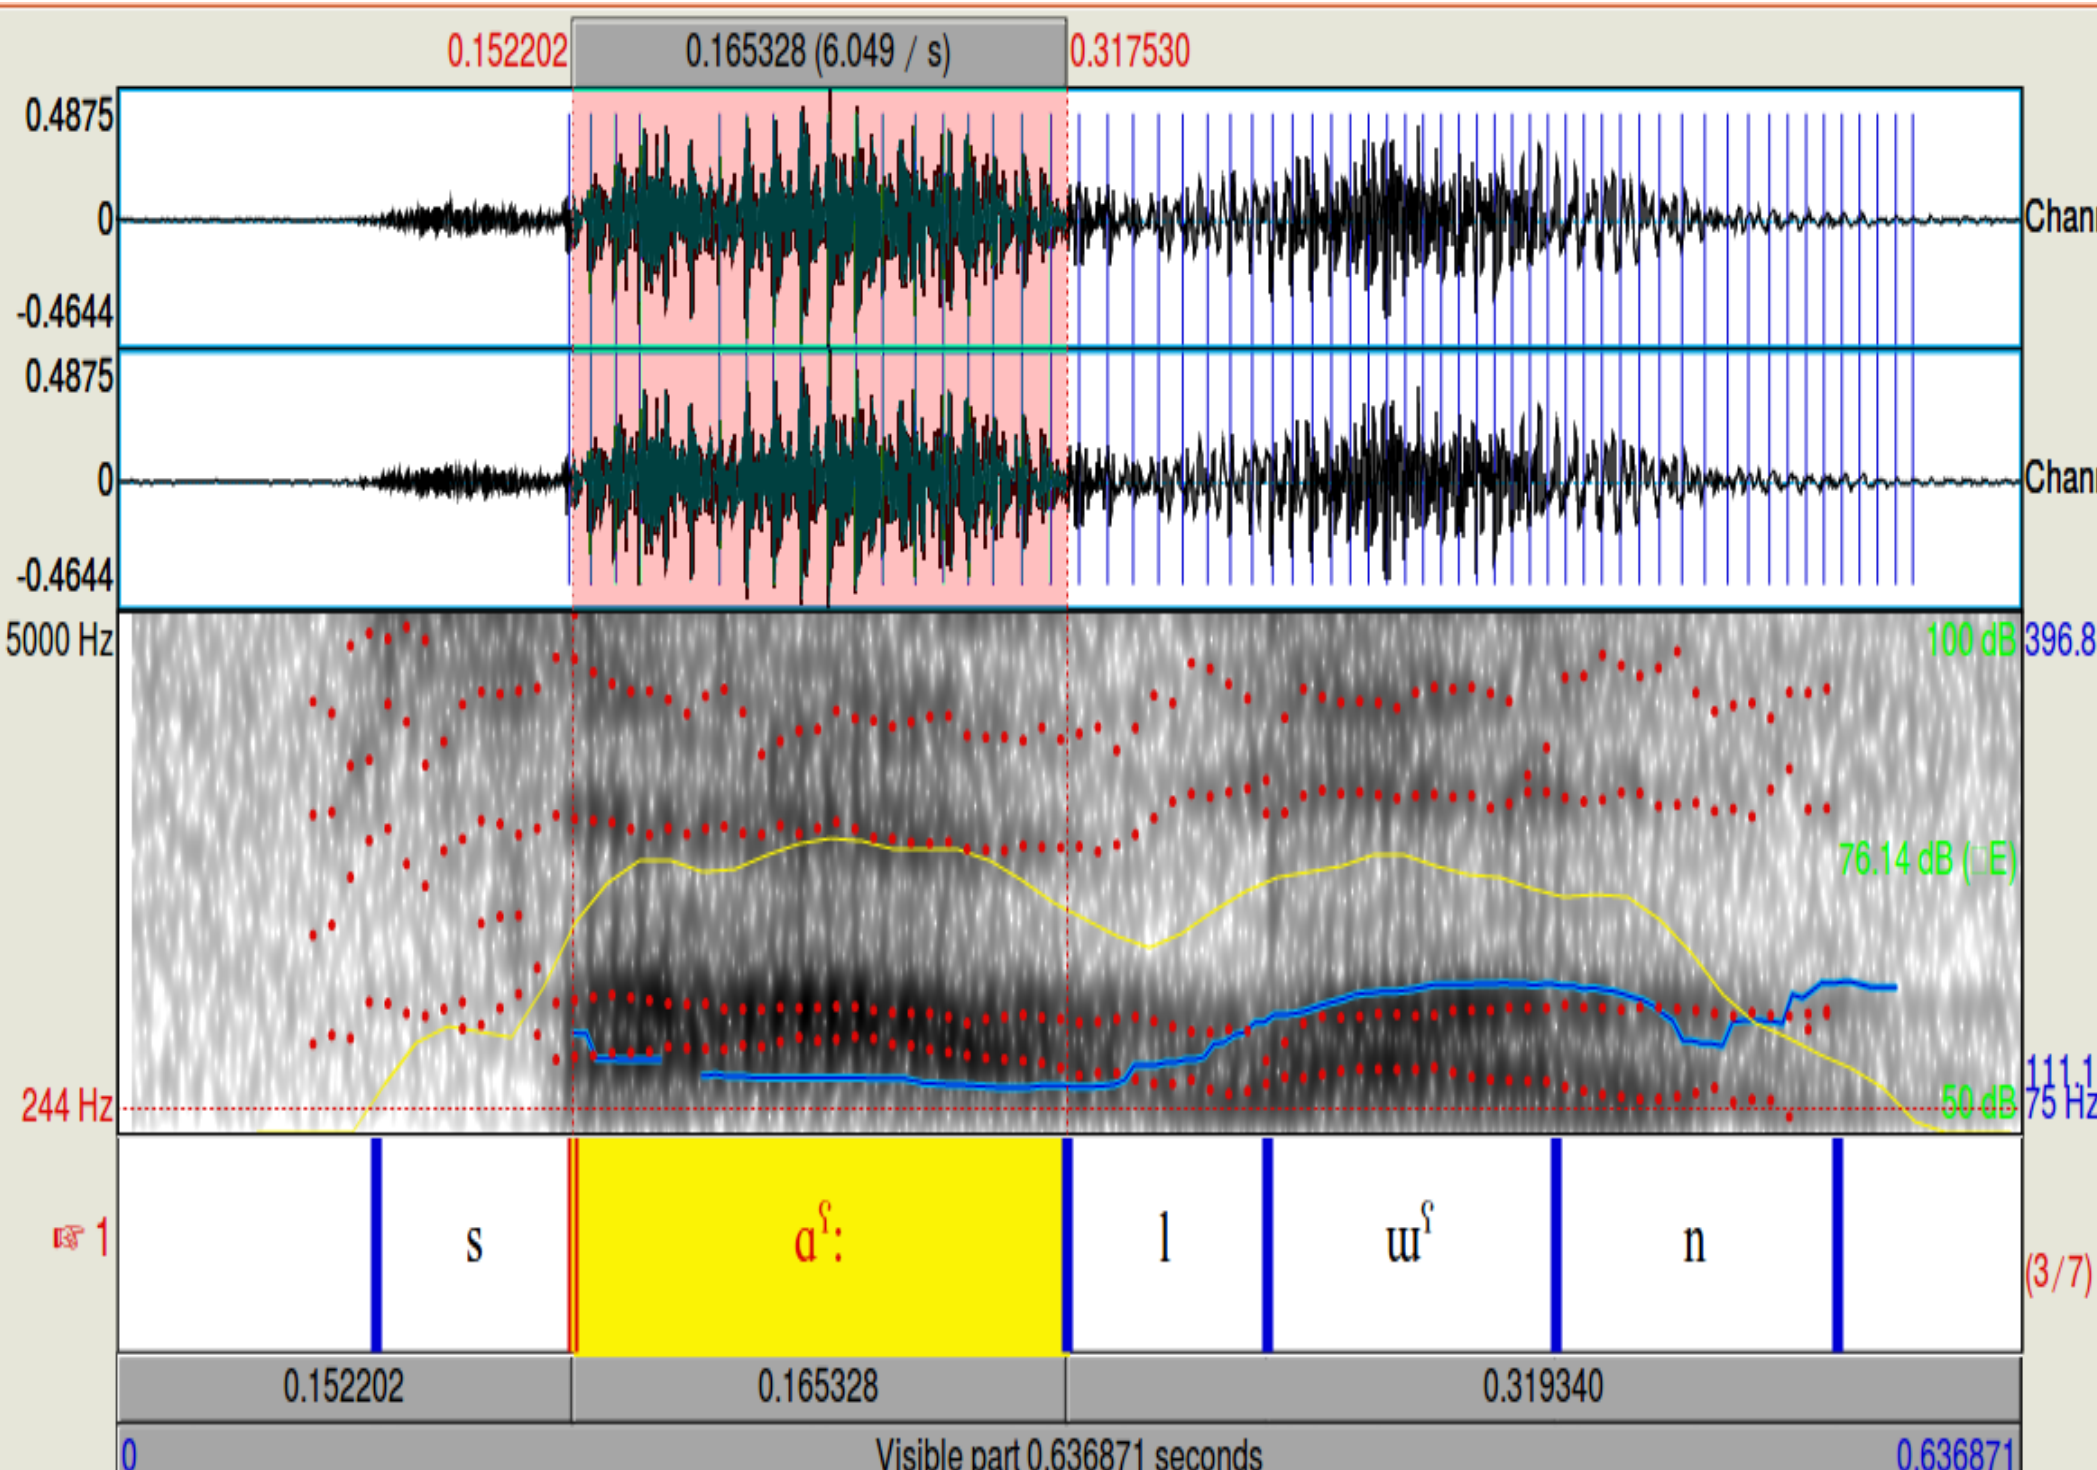 0.152202 0.165328 (6.049 / s) 0.317530
0.4875
0
-0.4644
Chan
0.4875
0
-0.4644
Chan
5000 Hz 100 dB 396.8
76.14 dB (□E)
111.1
244 Hz 50 dB 75 Hz
☞ 1 s ɑˤ: l ɯˤ n (3/7)
0.152202 0.165328 0.319340
0 Visible part 0.636871 seconds 0.636871